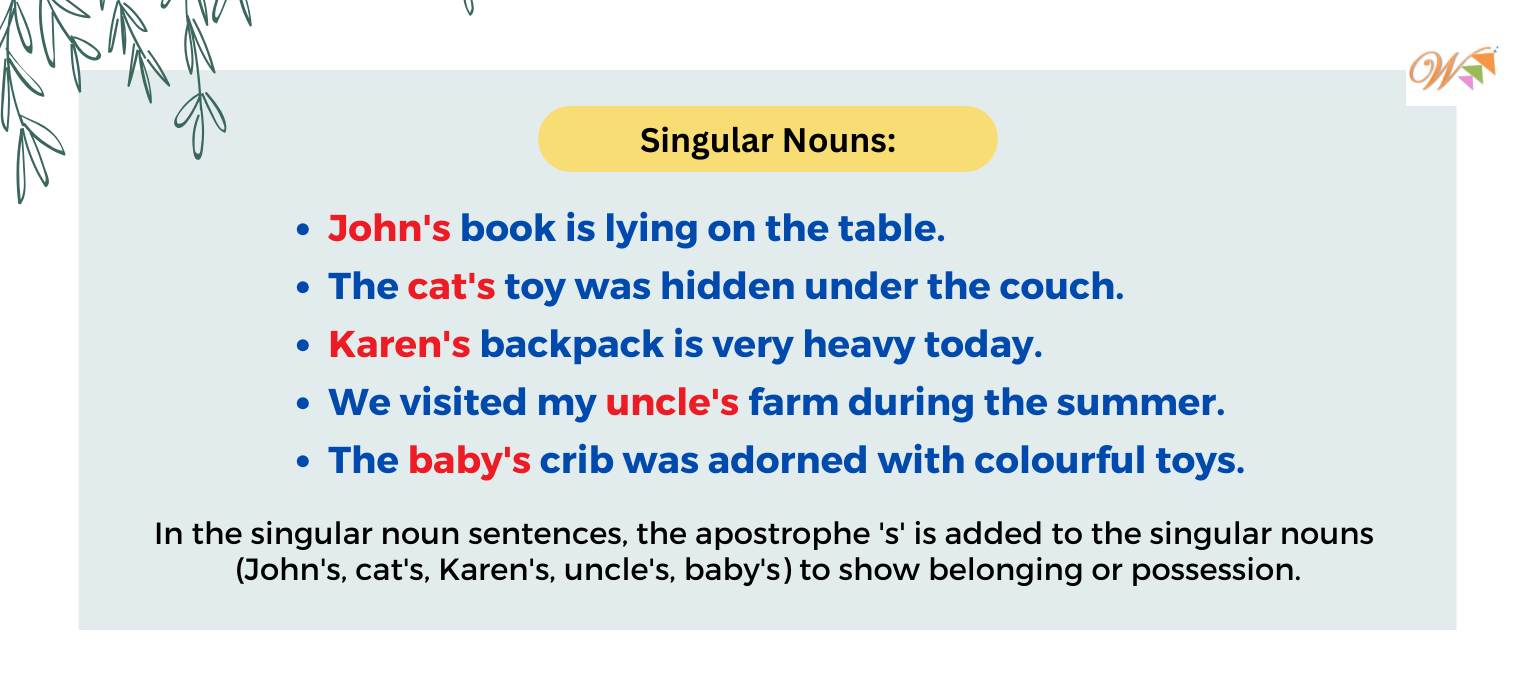 W
Singular Nouns:
• John's book is lying on the table.
• The cat's toy was hidden under the couch.
• Karen's backpack is very heavy today.
• We visited my uncle's farm during the summer.
• The baby's crib was adorned with colourful toys.
In the singular noun sentences, the apostrophe 's' is added to the singular nouns
(John's, cat's, Karen's, uncle's, baby's) to show belonging or possession.